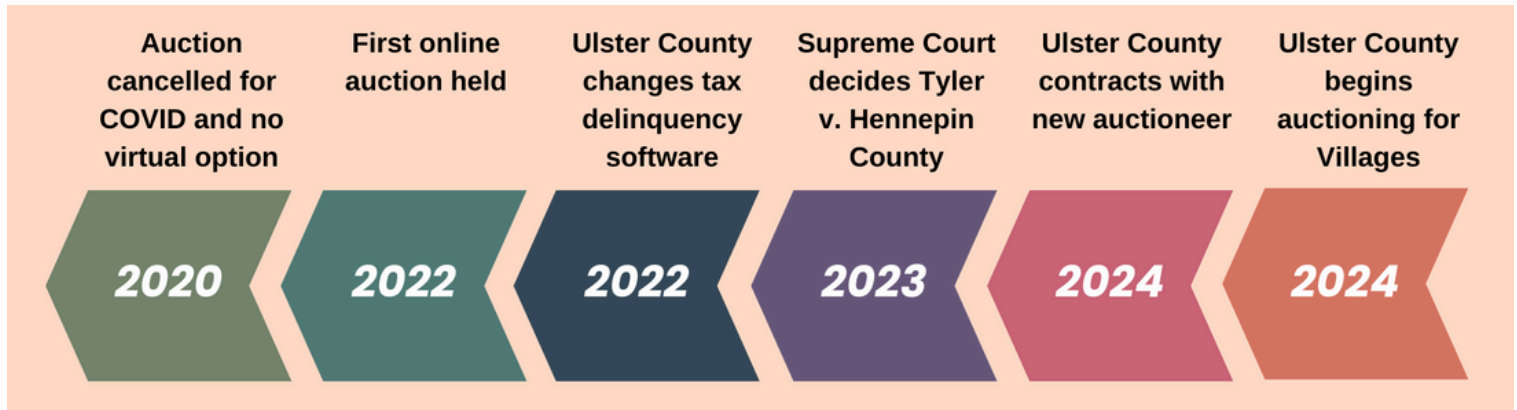 Auction
cancelled for
COVID and no
virtual option
First online
auction held
Ulster County
changes tax
delinquency
software
Supreme Court
decides Tyler
v. Hennepin
County
Ulster County
contracts with
new auctioneer
Ulster County
begins
auctioning for
Villages
2020
2022
2022
2023
2024
2024